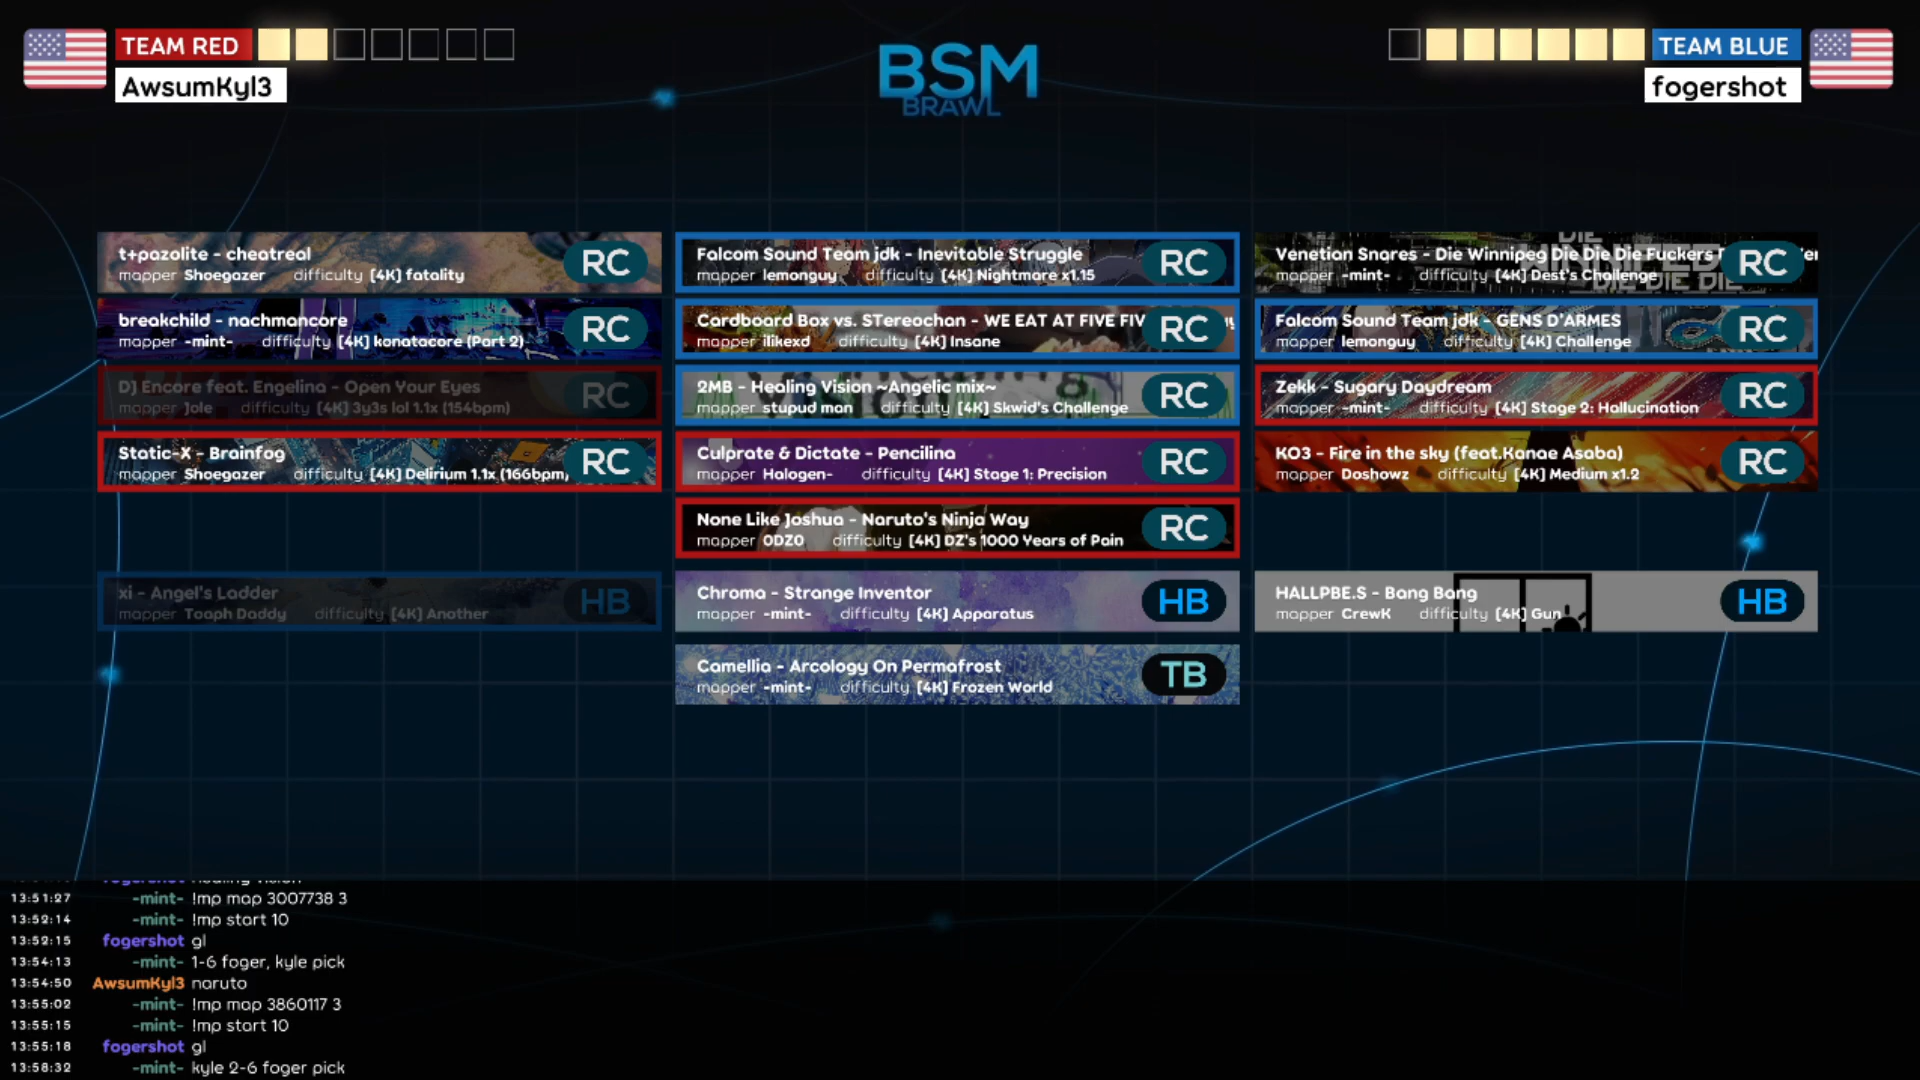 TEAM RED
AwsumKyl3
BSM
BRAWL
TEAM BLUE
fogershot
t+pazolite - cheatreal
mapper Shoegazer difficulty [4K] fatality
RC
Falcom Sound Team jdk - Inevitable Struggle
mapper lemonguy difficulty [4K] Nightmare x1.15
RC
Venetian Snares - Die Winnipeg Die Die Die Fuckers
mapper -mint- difficulty [4K] Dest's Challenge
RC
breakchild - nachmancore
mapper -mint- difficulty [4K] konatacore (Part 2)
RC
Cardboard Box vs. STereochan - WE EAT AT FIVE FIV
mapper ilikexd difficulty [4K] Insane
RC
Falcom Sound Team jdk - GENS D'ARMES
mapper lemonguy difficulty [4K] Challenge
RC
DJ Encore feat. Engelina - Open Your Eyes
mapper Jole difficulty [4K] 3y3s lol 1.1x (154bpm)
RC
2MB - Healing Vision ~Angelic mix~
mapper stupud man difficulty [4K] Skwid's Challenge
RC
Zekk - Sugary Daydream
mapper -mint- difficulty [4K] Stage 2: Hallucination
RC
Static-X - Brainfog
mapper Shoegazer difficulty [4K] Delirium 1.1x (166bpm)
RC
Culprate & Dictate - Pencilina
mapper Halogen- difficulty [4K] Stage 1: Precision
RC
KO3 - Fire in the sky (feat.Kanae Asaba)
mapper Dashowz difficulty [4K] Medium x1.2
RC
None Like Joshua - Naruto's Ninja Way
mapper ODZO difficulty [4K] DZ's 1000 Years of Pain
RC
xi - Angel's Ladder
mapper Taaph Daddy difficulty [4K] Another
HB
Chroma - Strange Inventor
mapper -mint- difficulty [4K] Apparatus
HB
HALLPBE.S - Bang Bang
mapper CrewK difficulty [4K] Gun
HB
Camellia - Arcology On Permafrost
mapper -mint- difficulty [4K] Frozen World
TB
13:51:27 -mint- !mp map 3007738 3
13:52:14 -mint- !mp start 10
13:52:15 fogershot gl
13:54:13 -mint- 1-6 foger, kyle pick
13:54:50 AwsumKyl3 naruto
13:55:02 -mint- !mp map 3860117 3
13:55:15 -mint- !mp start 10
13:55:18 fogershot gl
13:58:32 -mint- kyle 2-6 foger pick